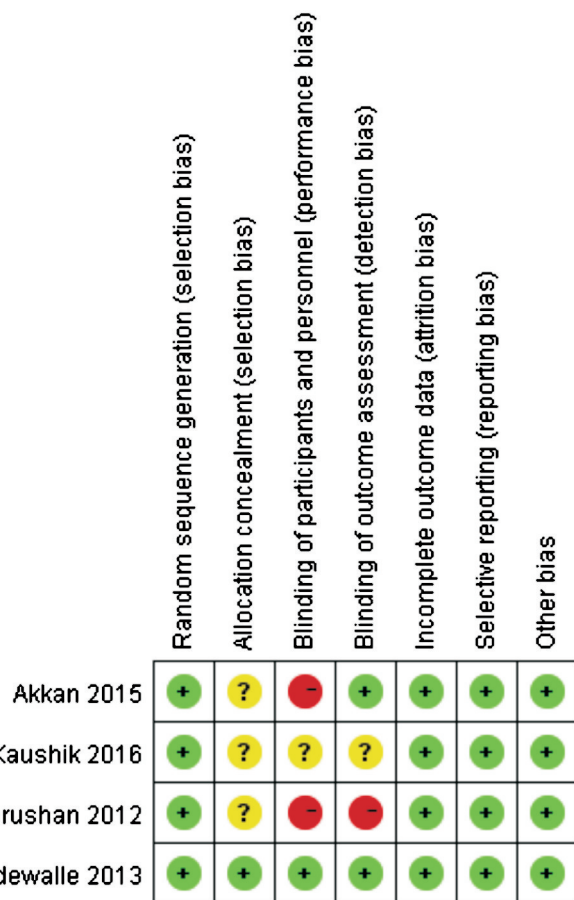 Random sequence generation (selection bias)
Allocation concealment (selection bias)
Blinding of participants and personnel (performance bias)
Blinding of outcome assessment (detection bias)
Incomplete outcome data (attrition bias)
Selective reporting (reporting bias)
Other bias
Akkan 2015 + ? - + + + +
Kaushik 2016 + ? ? ? + + +
rushan 2012 + ? - - + + +
dewalle 2013 + + + + + + +